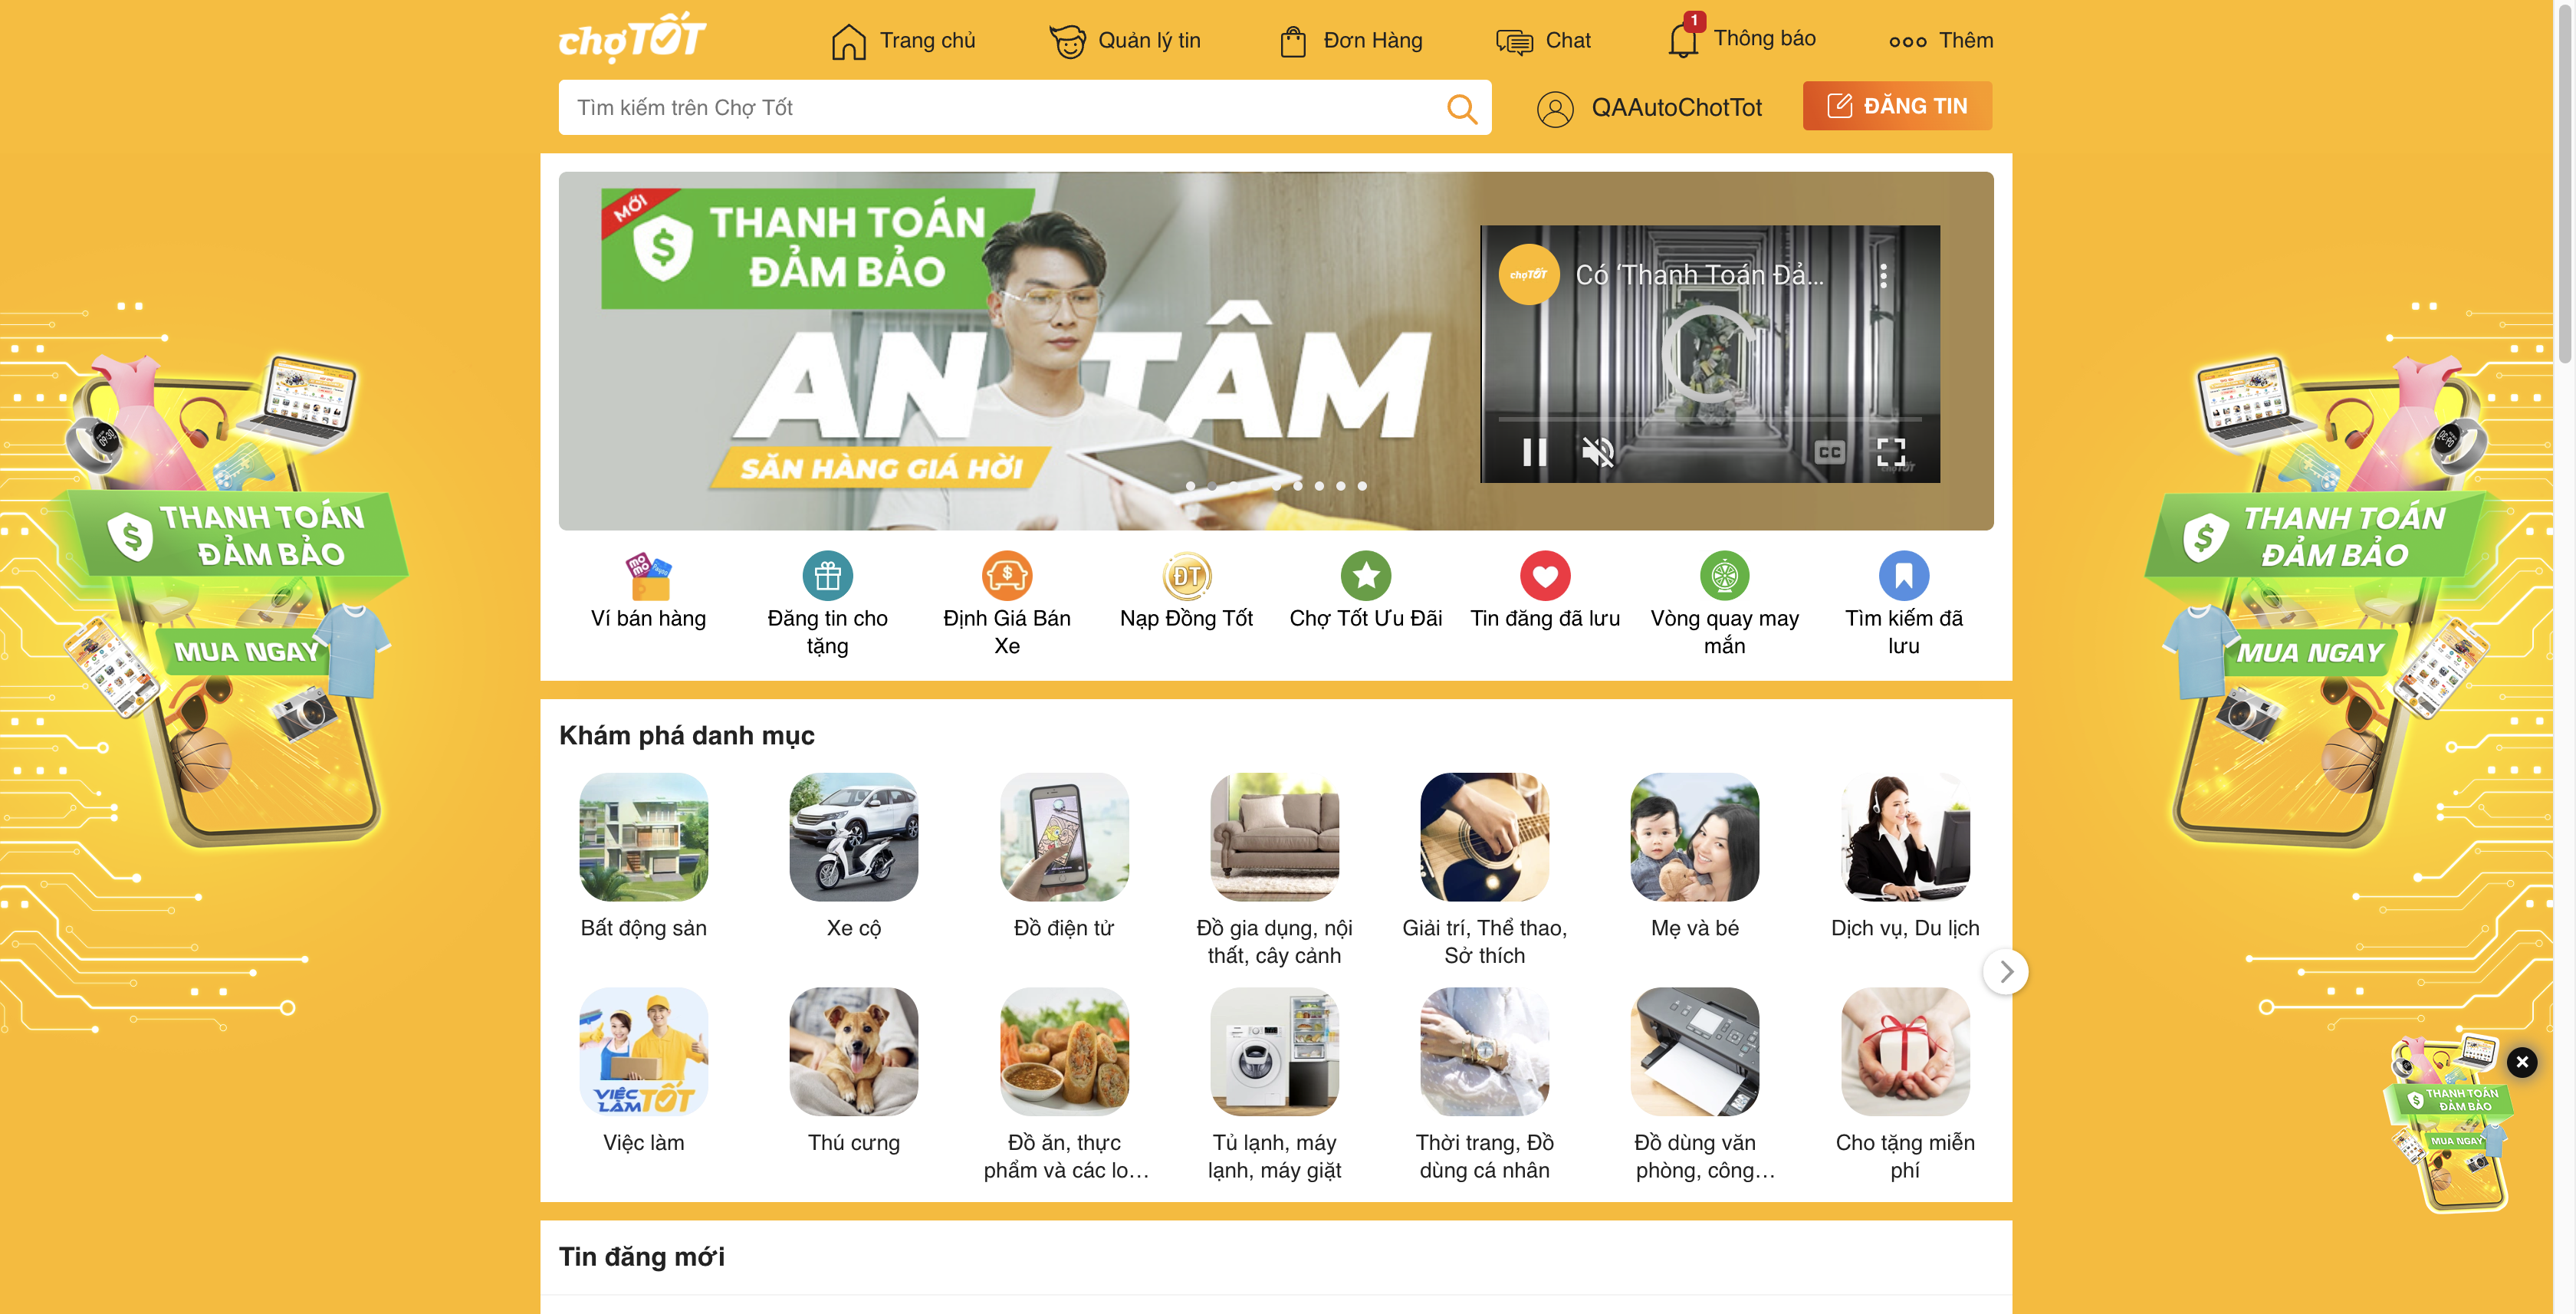 chợTỐT
Trang chủ
Quản lý tin
Đơn Hàng
Chat
1
Thông báo
Thêm
Tìm kiếm trên Chợ Tốt
QAAutoChotTot
ĐĂNG TIN
MỚI
THANH TOÁN
ĐẢM BẢO
AN TÂM
SĂN HÀNG GIÁ HỜI
chợTỐT
Có ‘Thanh Toán Đả...
CC
chợTỐT
THANH TOÁN
ĐẢM BẢO
MUA NGAY
THANH TOÁN
ĐẢM BẢO
MUA NGAY
Ví bán hàng
Đăng tin cho
tặng
Định Giá Bán
Xe
ĐT
Nạp Đồng Tốt
Chợ Tốt Ưu Đãi
Tin đăng đã lưu
Vòng quay may
mắn
Tìm kiếm đã
lưu
Khám phá danh mục
Bất động sản
Xe cộ
Đồ điện tử
Đồ gia dụng, nội
thất, cây cảnh
Giải trí, Thể thao,
Sở thích
Mẹ và bé
Dịch vụ, Du lịch
VIỆC
LÀM TỐT
Việc làm
Thú cưng
Đồ ăn, thực
phẩm và các lo...
Tủ lạnh, máy
lạnh, máy giặt
Thời trang, Đồ
dùng cá nhân
Đồ dùng văn
phòng, công...
Cho tặng miễn
phí
THANH TOÁN
ĐẢM BẢO
MUA NGAY
Tin đăng mới